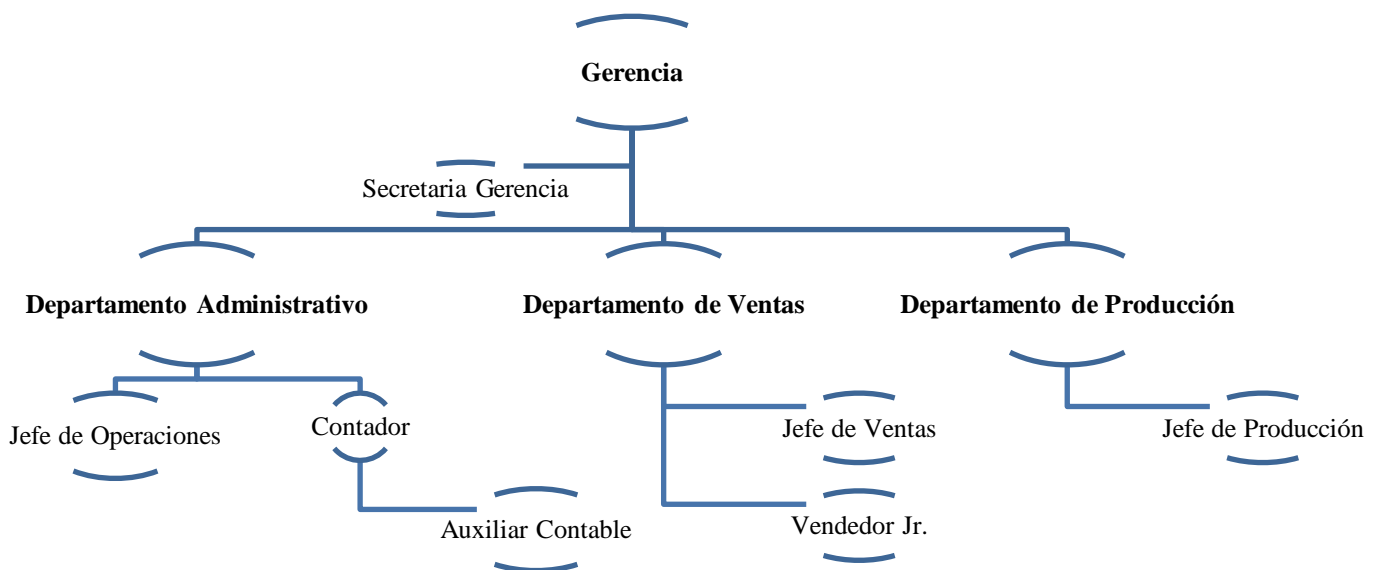 Gerencia
Secretaria Gerencia
Departamento Administrativo
Departamento de Ventas
Departamento de Producción
Jefe de Operaciones
Contador
Jefe de Ventas
Jefe de Producción
Auxiliar Contable
Vendedor Jr.